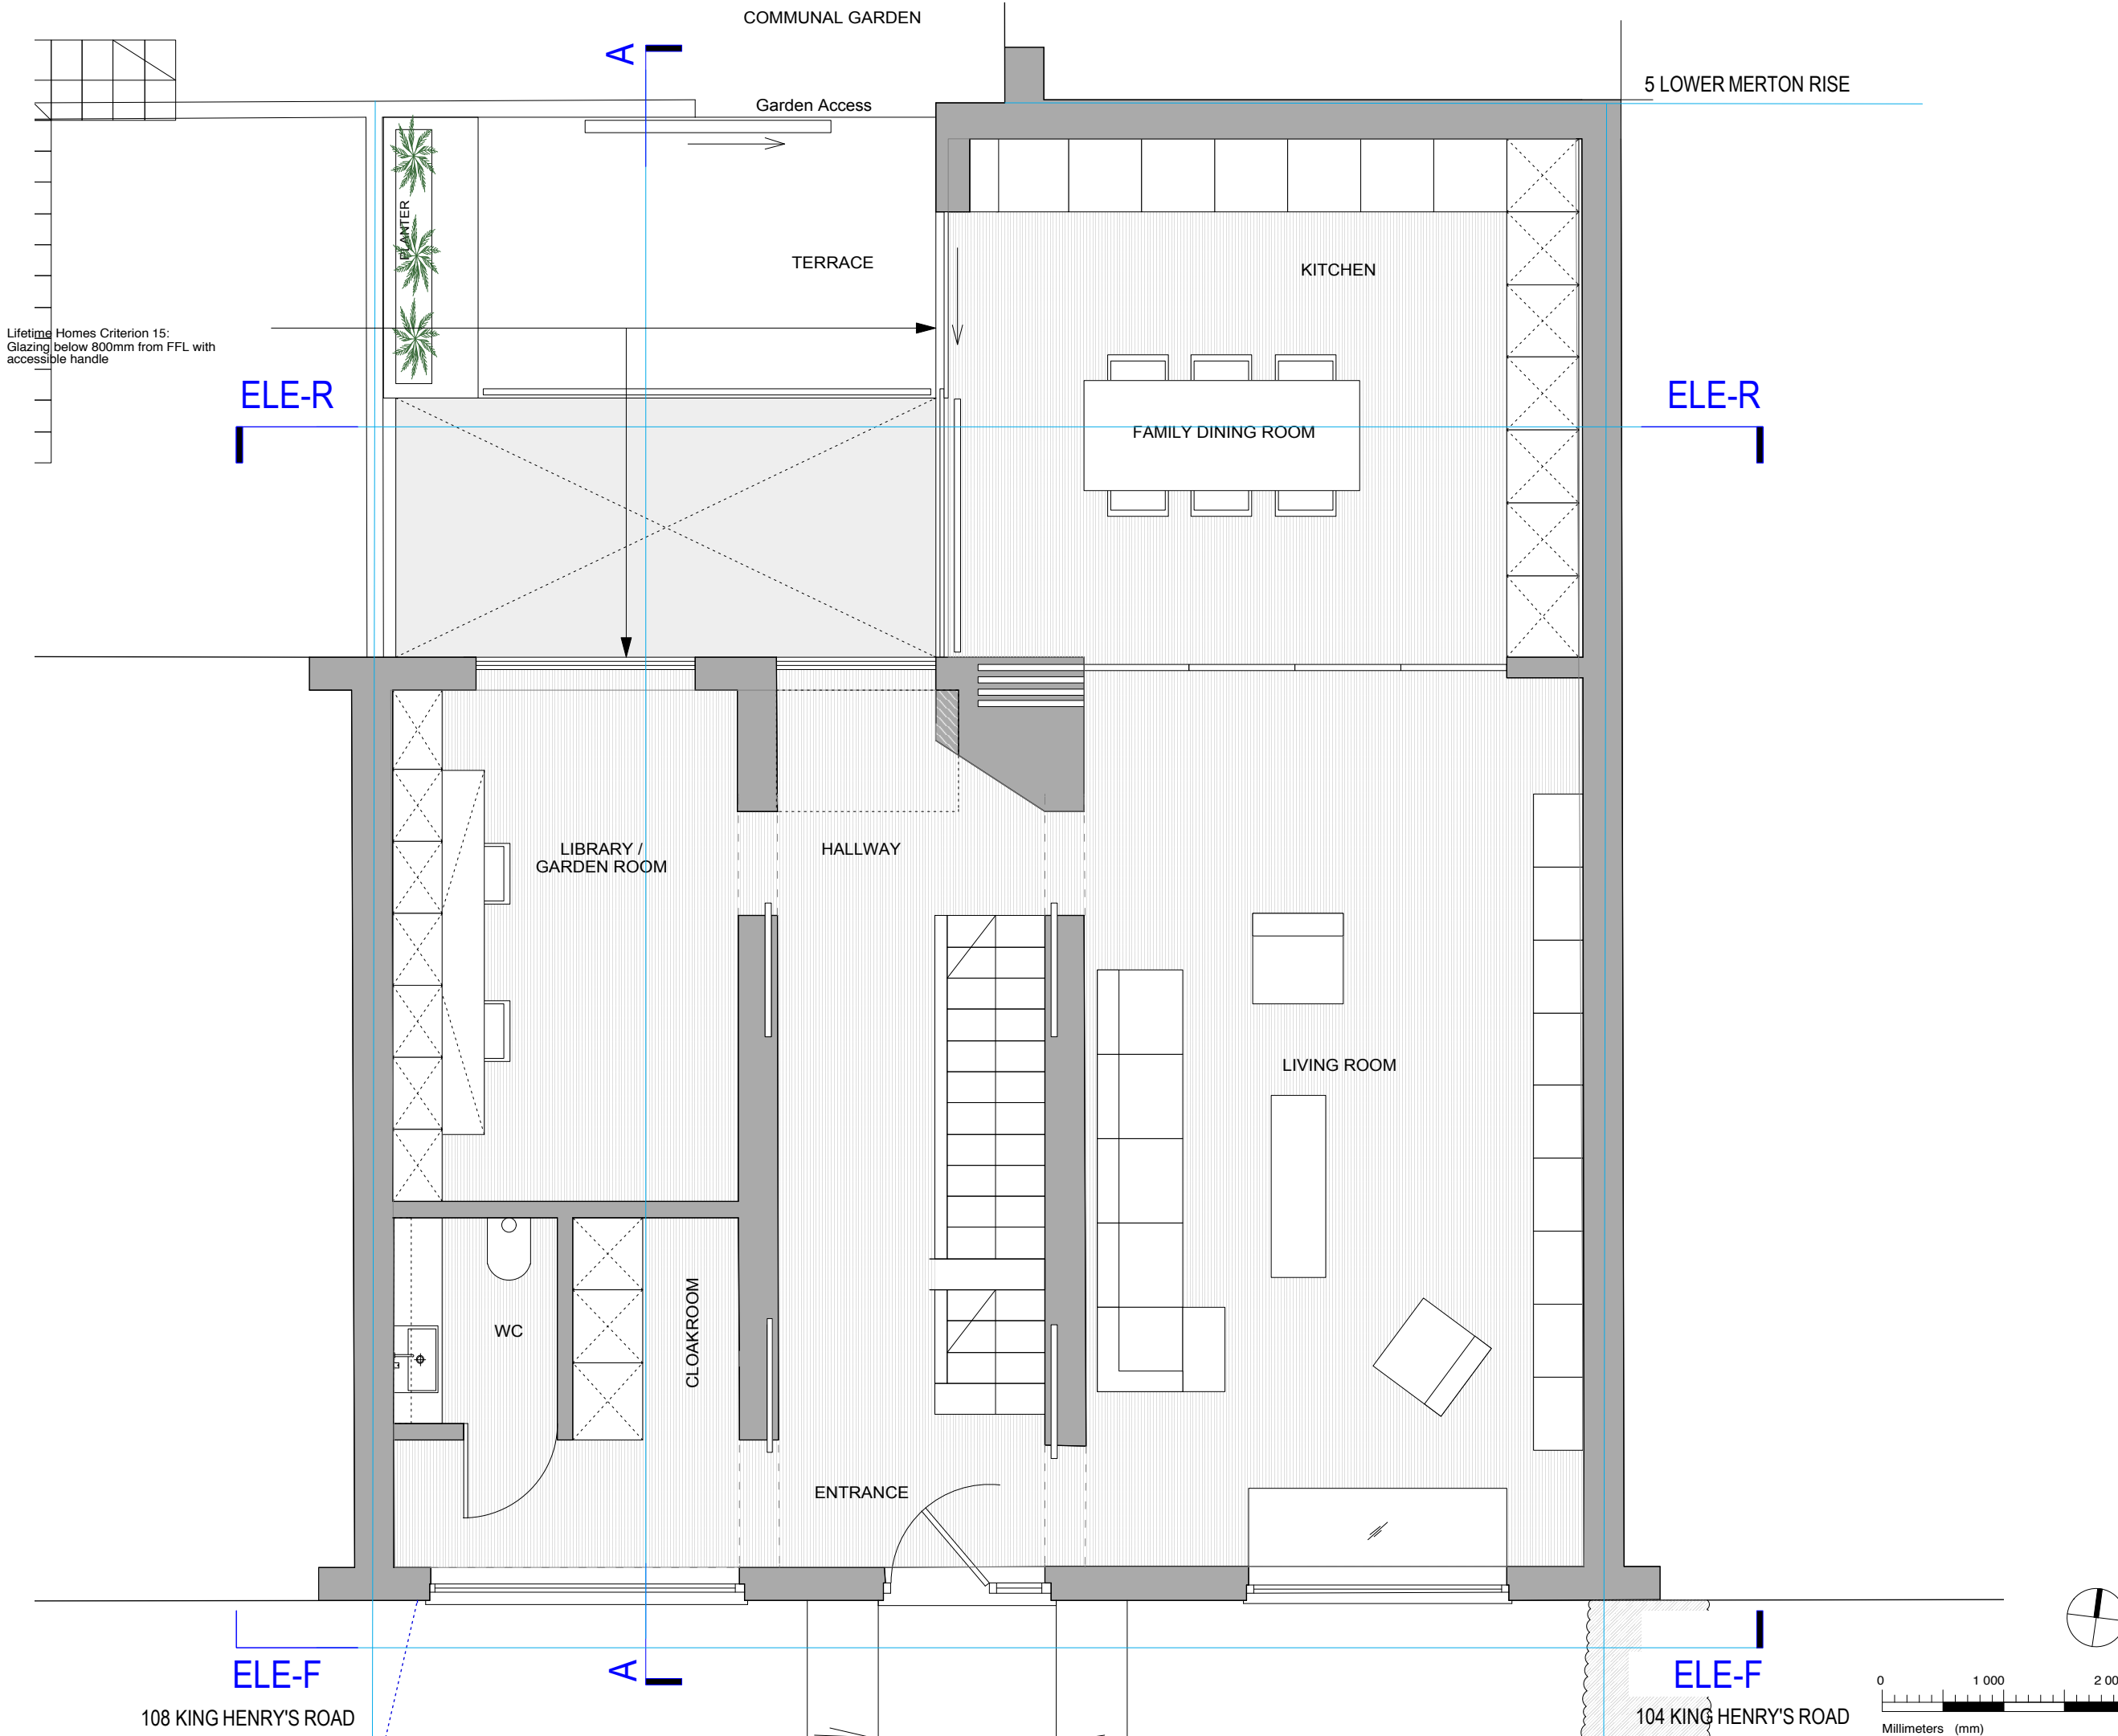 COMMUNAL GARDEN
A
5 LOWER MERTON RISE
Garden Access
PLANTER
TERRACE
KITCHEN
Lifetime Homes Criterion 15:
Glazing below 800mm from FFL with
accessible handle
ELE-R
ELE-R
FAMILY DINING ROOM
LIBRARY /
GARDEN ROOM
HALLWAY
LIVING ROOM
WC
CLOAKROOM
ENTRANCE
ELE-F
A
ELE-F
108 KING HENRY'S ROAD
104 KING HENRY'S ROAD
0 1 000 2 00
Millimeters (mm)